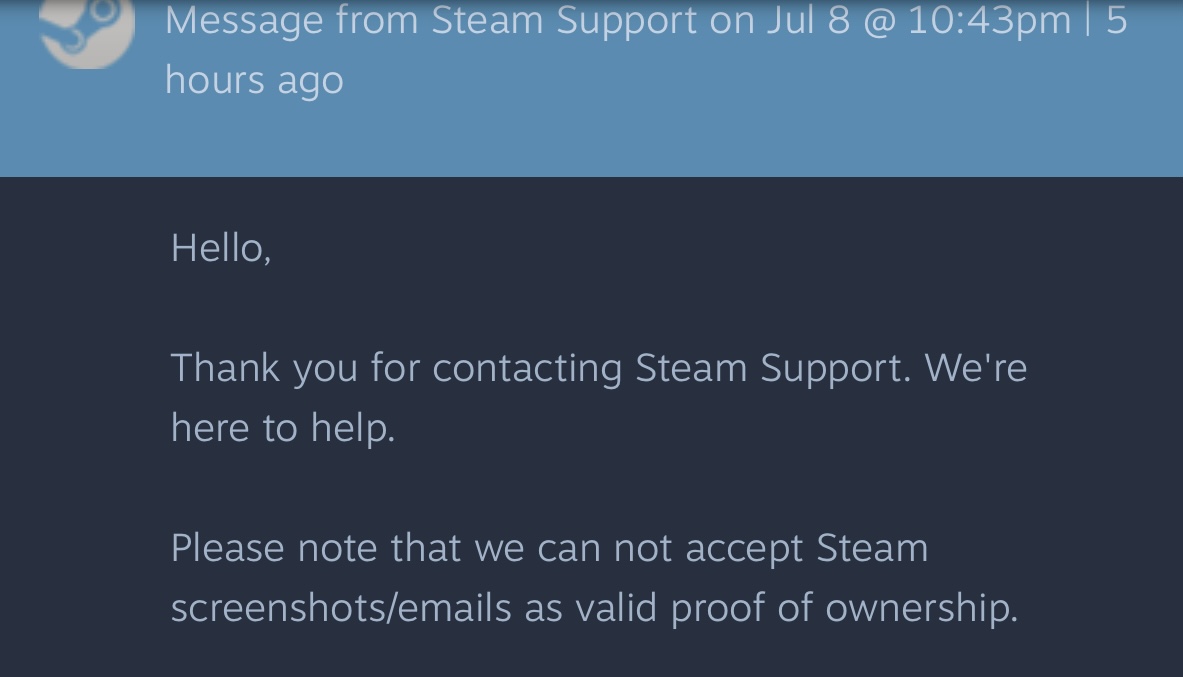 Message from Steam Support on Jul 8 @ 10:43pm | 5
hours ago
Hello,
Thank you for contacting Steam Support. We're
here to help.
Please note that we can not accept Steam
screenshots/emails as valid proof of ownership.